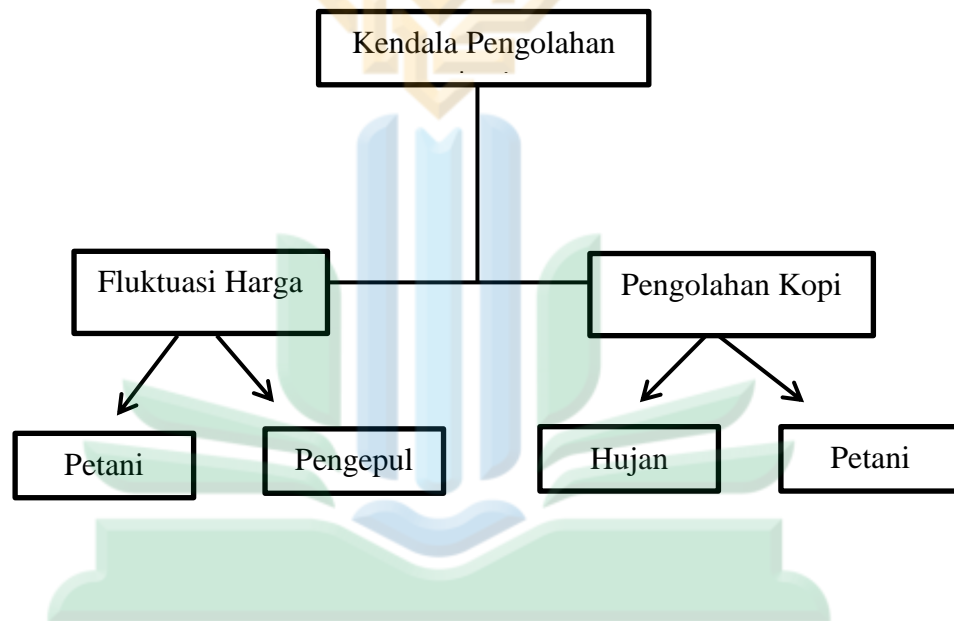 Kendala Pengolahan
Fluktuasi Harga
Pengolahan Kopi
Petani
Pengepul
Hujan
Petani